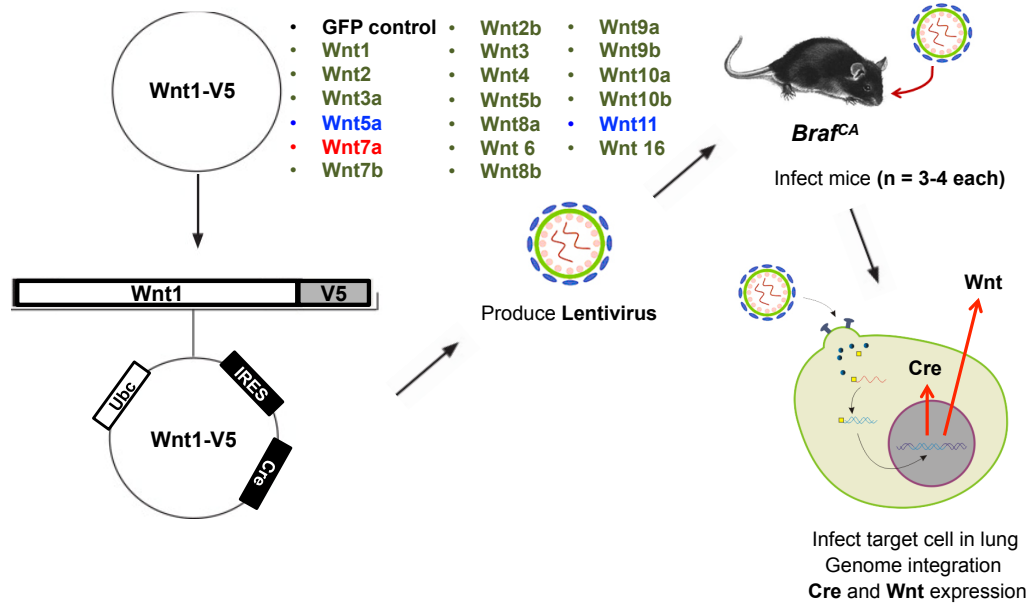 Wnt1-V5
• GFP control
• Wnt1
• Wnt2
• Wnt3a
• Wnt5a
• Wnt7a
• Wnt7b
• Wnt2b
• Wnt3
• Wnt4
• Wnt5b
• Wnt8a
• Wnt 6
• Wnt8b
• Wnt9a
• Wnt9b
• Wnt10a
• Wnt10b
• Wnt11
• Wnt 16
BrafCA
Infect mice (n = 3-4 each)
Wnt1
V5
Ubc
IRES
Wnt1-V5
Cre
Produce Lentivirus
Wnt
Cre
Infect target cell in lung
Genome integration
Cre and Wnt expression